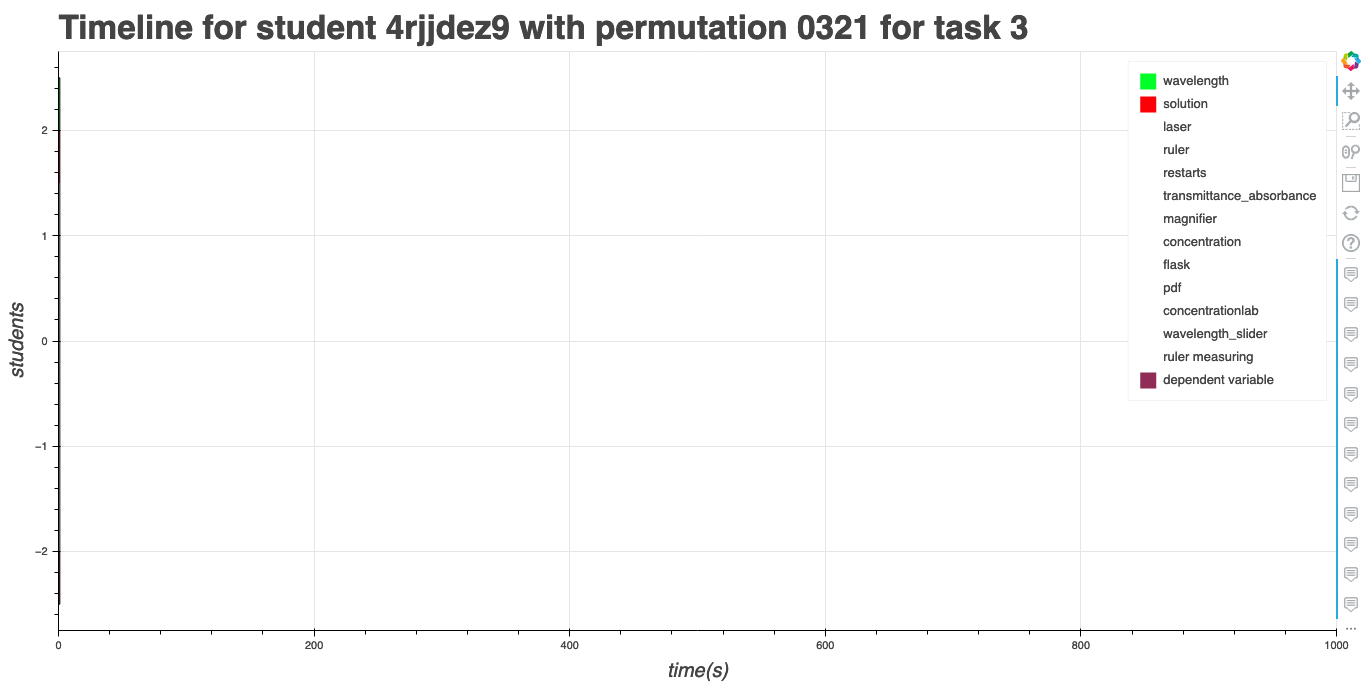 Timeline for student 4rjjdez9 with permutation 0321 for task 3
wavelength
solution
laser
ruler
restarts
transmittance_absorbance
magnifier
concentration
flask
pdf
concentrationlab
wavelength_slider
ruler measuring
dependent variable
students
2
1
0
−1
−2
0 200 400 600 800 1000
time(s)